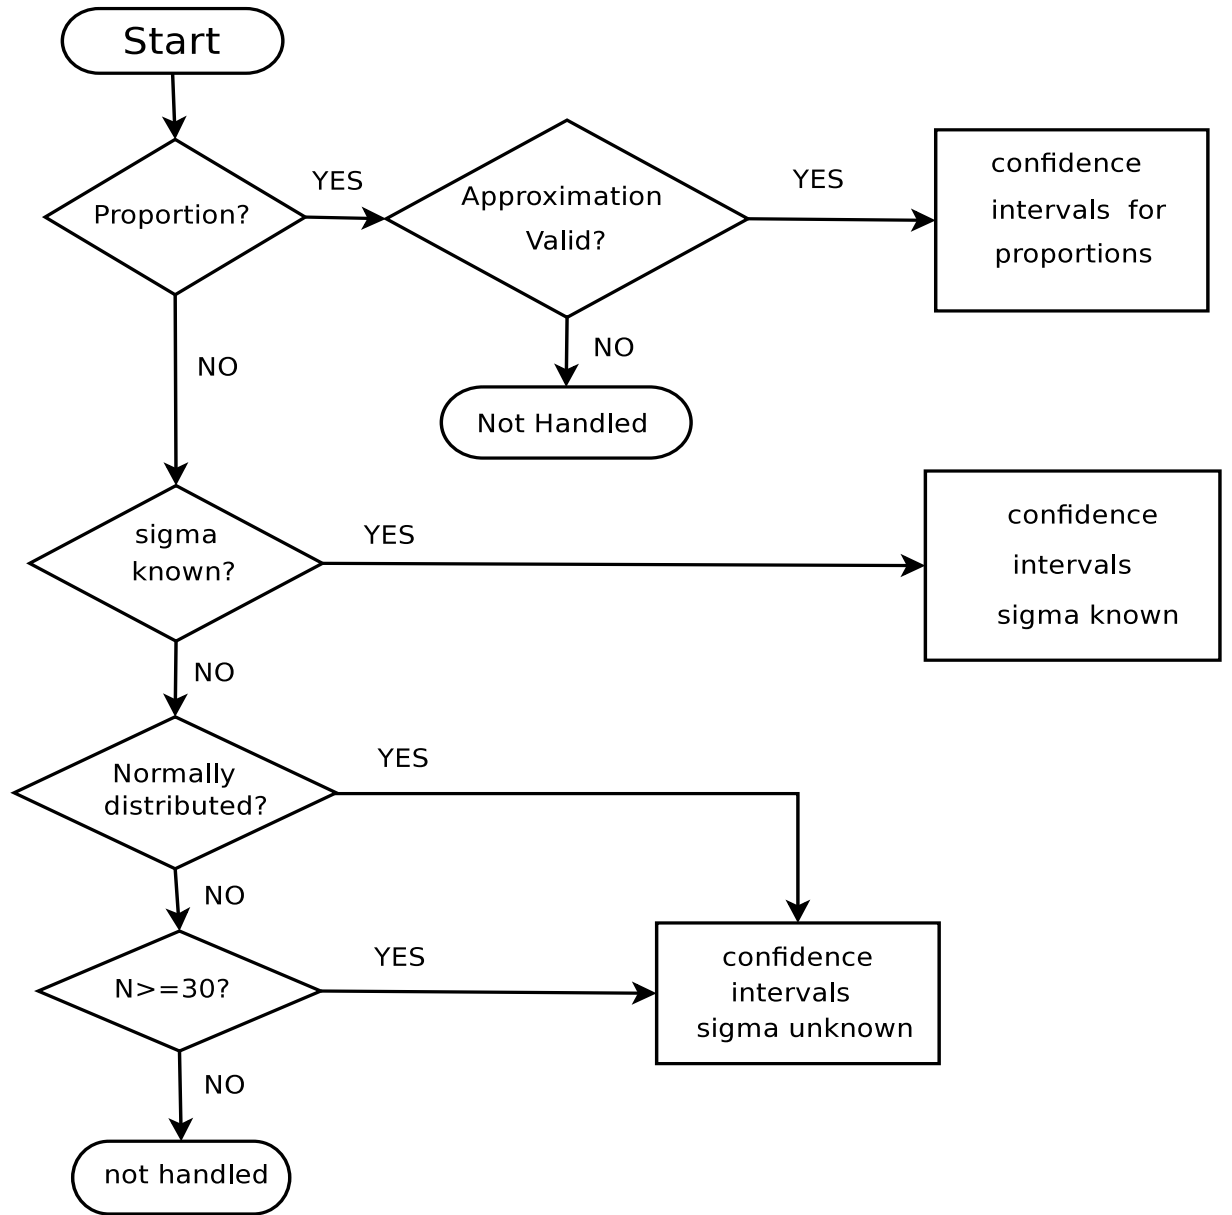 Start
Proportion?
YES
Approximation
Valid?
YES
confidence
intervals for
proportions
NO
NO
Not Handled
sigma
known?
YES
confidence
intervals
sigma known
NO
Normally
distributed?
YES
NO
N>=30?
YES
confidence
intervals
sigma unknown
NO
not handled